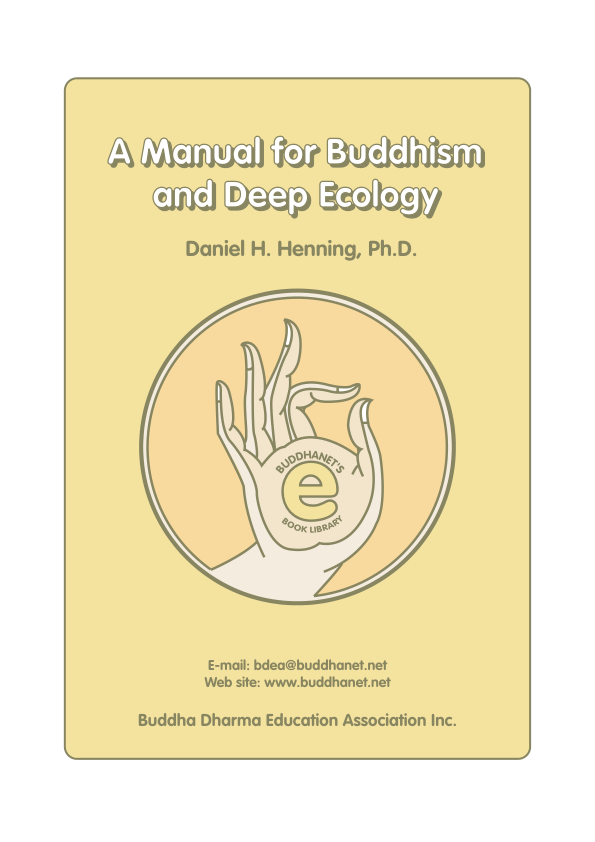 A Manual for Buddhism
and Deep Ecology
Daniel H. Henning, Ph.D.
BUDDHANET'S
e
BOOK LIBRARY
E-mail: bdea@buddhanet.net
Web site: www.buddhanet.net
Buddha Dharma Education Association Inc.